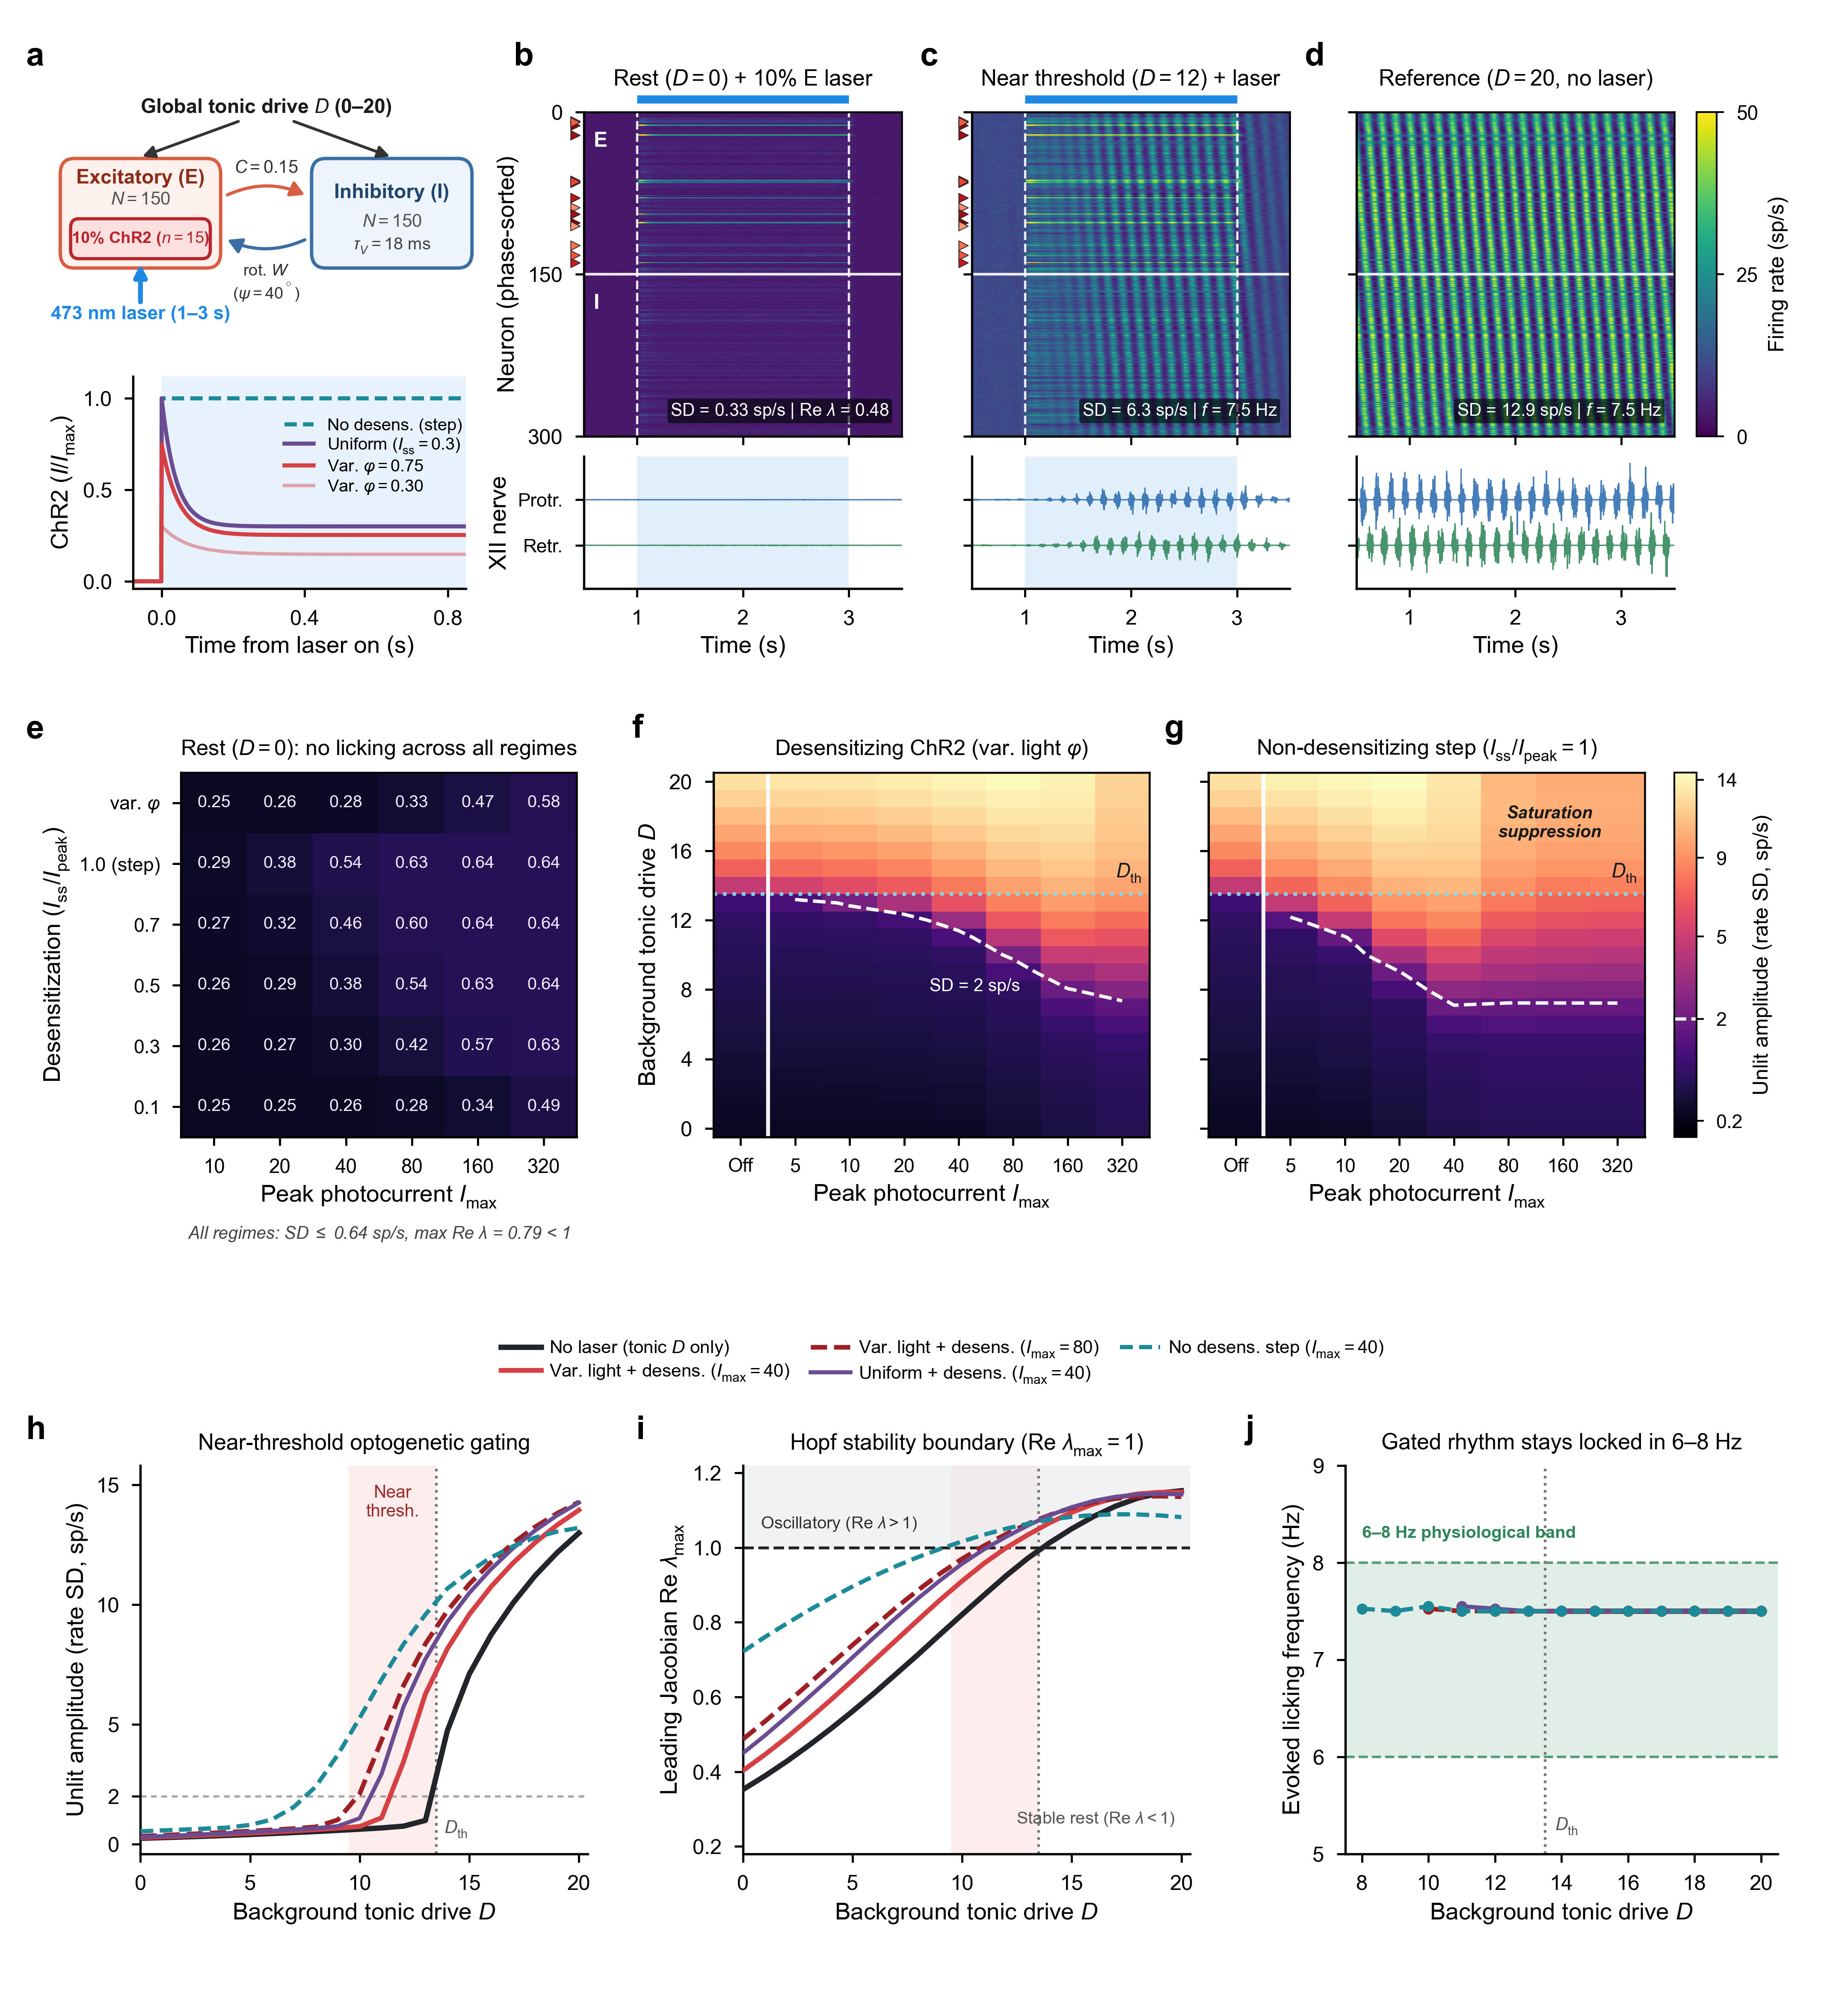 a
Global tonic drive D (0–20)
Excitatory (E)
N = 150
10% ChR2 (n = 15)
C = 0.15
Inhibitory (I)
N = 150
τV = 18 ms
rot. W
(ψ = 40°)
473 nm laser (1–3 s)
ChR2 (I/Imax)
1.0
0.5
0.0
No desens. (step)
Uniform (Iss = 0.3)
Var. φ = 0.75
Var. φ = 0.30
0.0 0.4 0.8
Time from laser on (s)
b
Rest (D = 0) + 10% E laser
Neuron (phase-sorted)
0
150
300
E
I
SD = 0.33 sp/s | Re λ = 0.48
XII nerve
Protr.
Retr.
1 2 3
Time (s)
c
Near threshold (D = 12) + laser
SD = 6.3 sp/s | f = 7.5 Hz
1 2 3
Time (s)
d
Reference (D = 20, no laser)
SD = 12.9 sp/s | f = 7.5 Hz
1 2 3
Time (s)
50
25
0
Firing rate (sp/s)
e
Rest (D = 0): no licking across all regimes
Desensitization (Iss/Ipeak)
var. φ 0.25 0.26 0.28 0.33 0.47 0.58
1.0 (step) 0.29 0.38 0.54 0.63 0.64 0.64
0.7 0.27 0.32 0.46 0.60 0.64 0.64
0.5 0.26 0.29 0.38 0.54 0.63 0.64
0.3 0.26 0.27 0.30 0.42 0.57 0.63
0.1 0.25 0.25 0.26 0.28 0.34 0.49
10 20 40 80 160 320
Peak photocurrent Imax
All regimes: SD ≤ 0.64 sp/s, max Re λ = 0.79 < 1
f
Desensitizing ChR2 (var. light φ)
Background tonic drive D
20
16
12
8
4
0
Dth
SD = 2 sp/s
Off 5 10 20 40 80 160 320
Peak photocurrent Imax
g
Non-desensitizing step (Iss/Ipeak = 1)
Saturation
suppression
Dth
Off 5 10 20 40 80 160 320
Peak photocurrent Imax
14
9
5
2
0.2
Unlit amplitude (rate SD, sp/s)
No laser (tonic D only)
Var. light + desens. (Imax = 40)
Var. light + desens. (Imax = 80)
Uniform + desens. (Imax = 40)
No desens. step (Imax = 40)
h
Near-threshold optogenetic gating
Unlit amplitude (rate SD, sp/s)
15
10
5
2
0
Near
thresh.
Dth
0 5 10 15 20
Background tonic drive D
i
Hopf stability boundary (Re λmax = 1)
Leading Jacobian Re λmax
1.2
1.0
0.8
0.6
0.4
0.2
Oscillatory (Re λ > 1)
Stable rest (Re λ < 1)
0 5 10 15 20
Background tonic drive D
j
Gated rhythm stays locked in 6–8 Hz
Evoked licking frequency (Hz)
9
8
7
6
5
6–8 Hz physiological band
Dth
8 10 12 14 16 18 20
Background tonic drive D